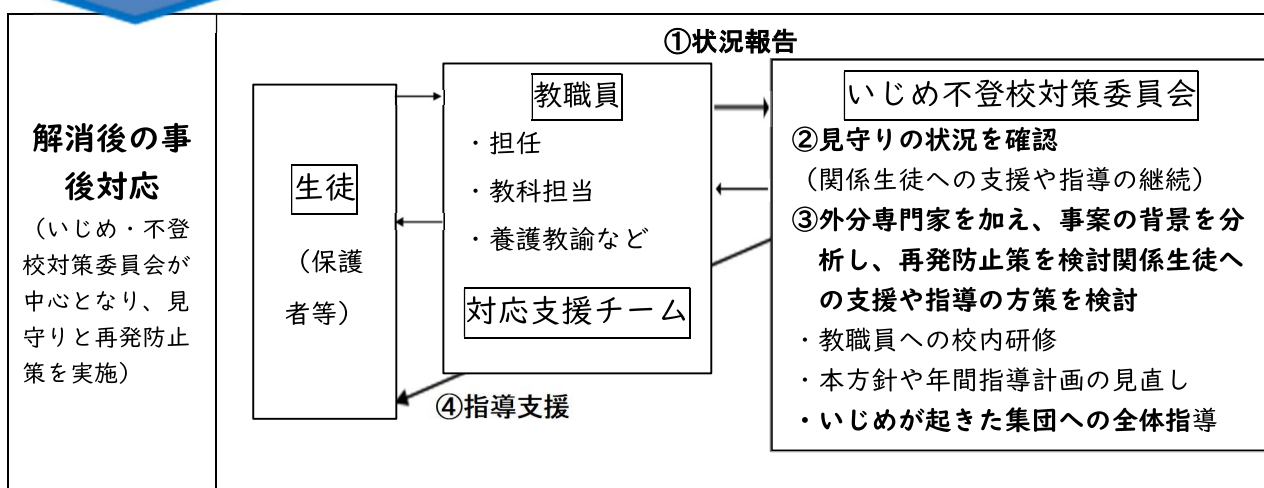 解消後の事
後対応
（いじめ・不登
校対策委員会が
中心となり、見
守りと再発防止
策を実施）
①状況報告
生徒
（保護
者等）
教職員
・担任
・教科担当
・養護教諭など
対応支援チーム
④指導支援
いじめ不登校対策委員会
②見守りの状況を確認
（関係生徒への支援や指導の継続）
③外分専門家を加え、事案の背景を分
析し、再発防止策を検討関係生徒へ
の支援や指導の方策を検討
・教職員への校内研修
・本方針や年間指導計画の見直し
・いじめが起きた集団への全体指導